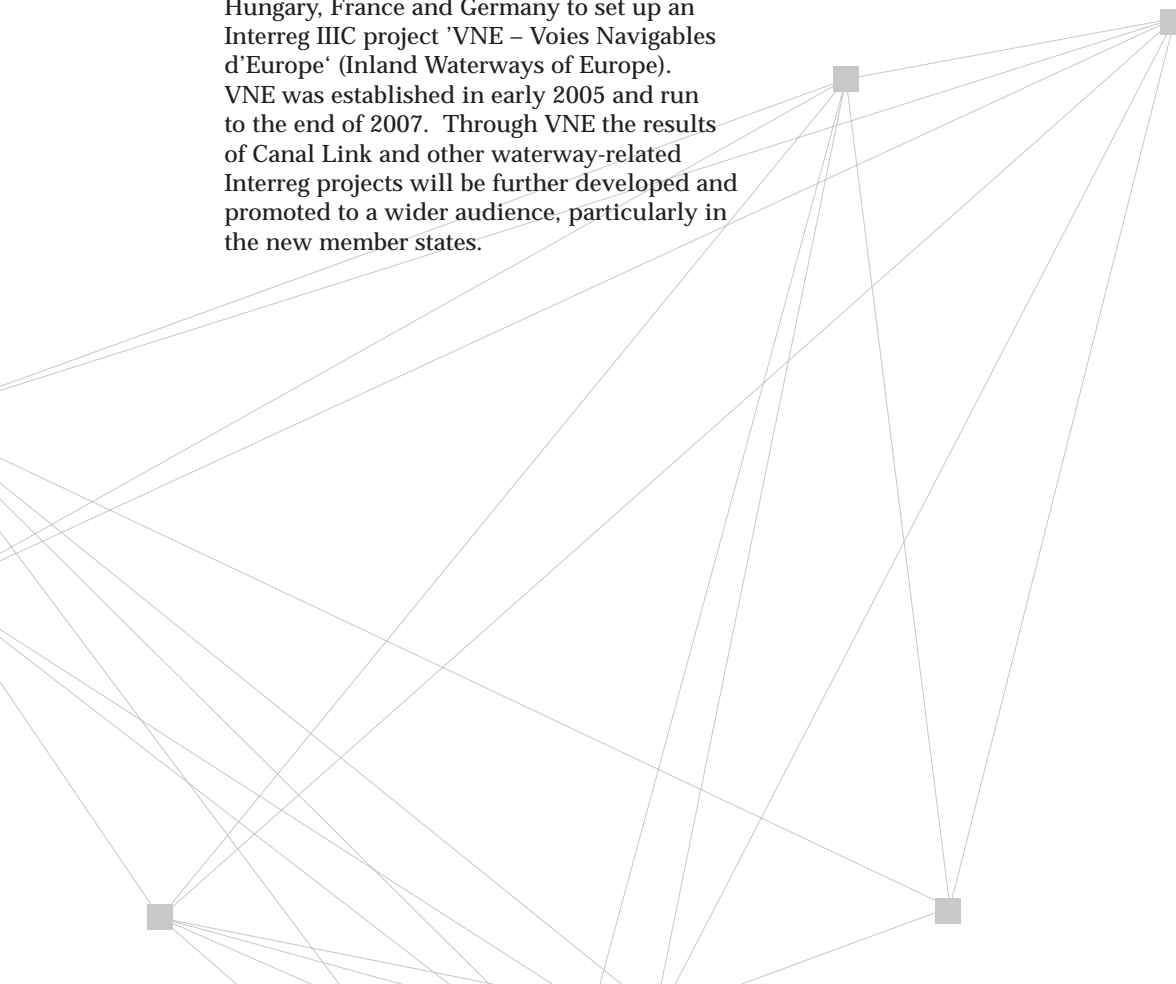 Hungary, France and Germany to set up an
Interreg IIIC project ’VNE – Voies Navigables
d’Europe‘ (Inland Waterways of Europe).
VNE was established in early 2005 and run
to the end of 2007.  Through VNE the results
of Canal Link and other waterway-related
Interreg projects will be further developed and
promoted to a wider audience, particularly in
the new member states.